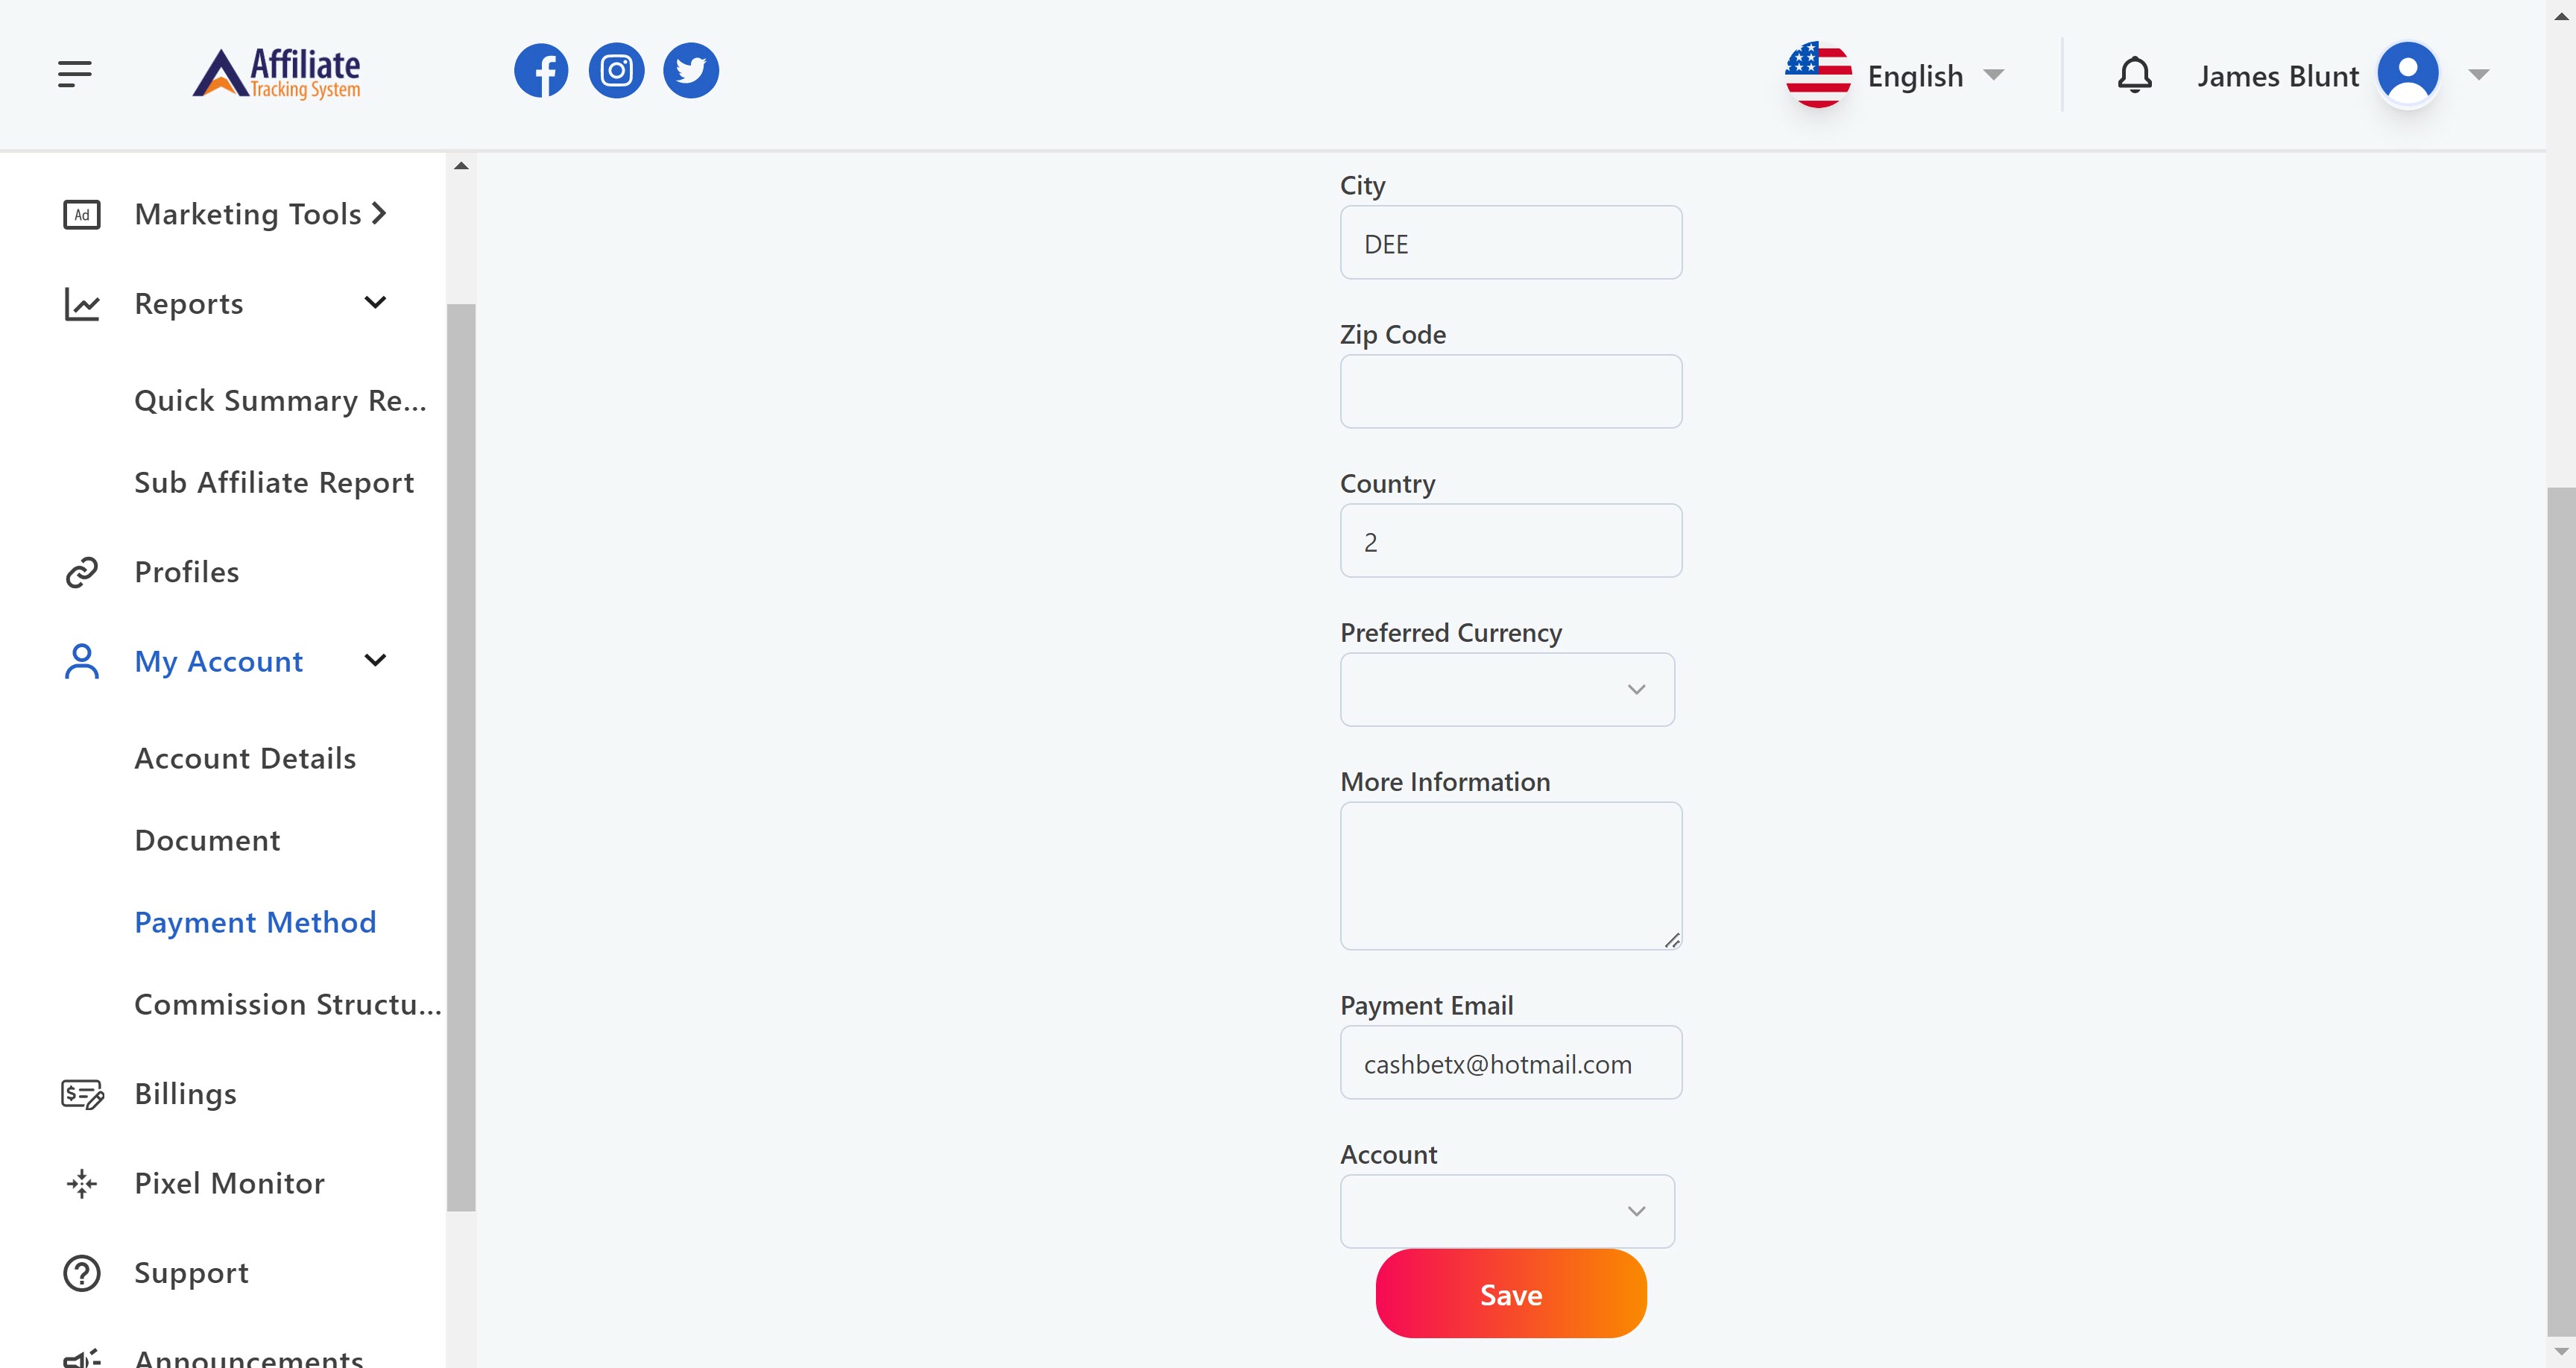 Affiliate
Tracking System
English
James Blunt
Ad
Marketing Tools
Reports
Quick Summary Re...
Sub Affiliate Report
Profiles
My Account
Account Details
Document
Payment Method
Commission Structu...
Billings
Pixel Monitor
Support
Announcements
City
DEE
Zip Code
Country
2
Preferred Currency
More Information
Payment Email
cashbetx@hotmail.com
Account
Save